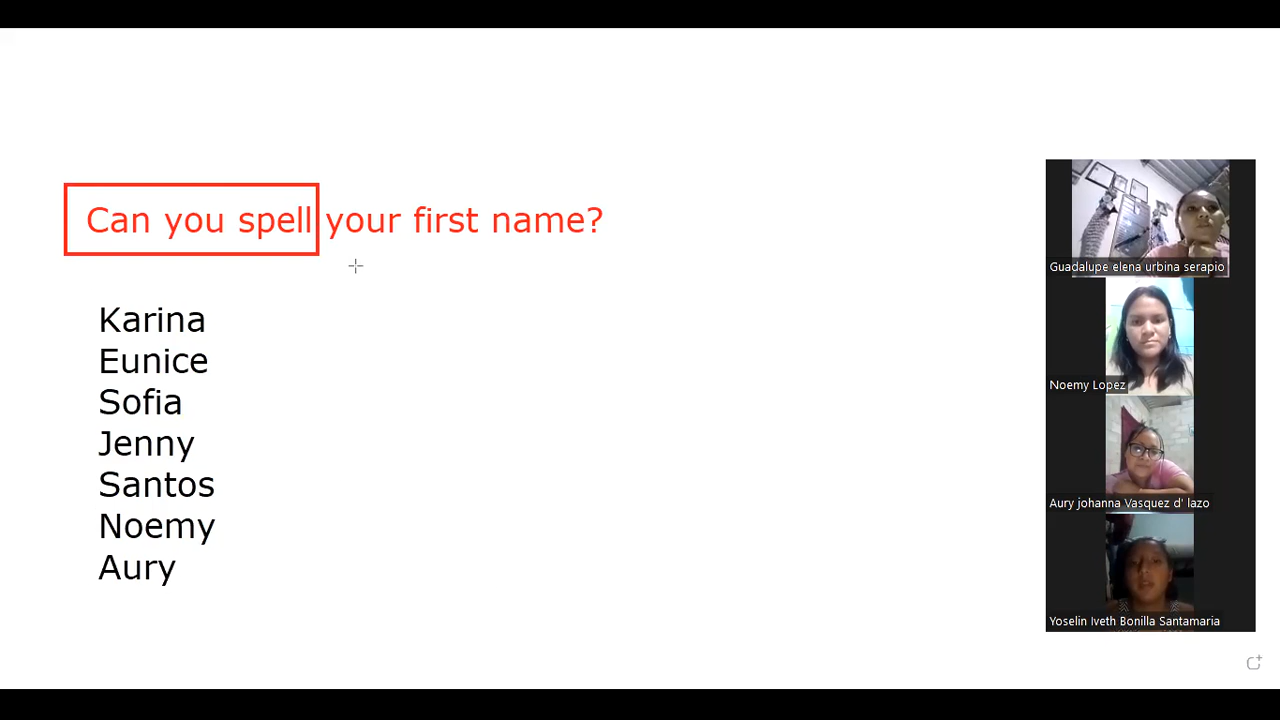 Can you spell your first name?
Karina
Eunice
Sofia
Jenny
Santos
Noemy
Aury
Guadalupe elena urbina serapio
Noemy Lopez
Aury johanna Vasquez d' lazo
Yoselin Iveth Bonilla Santamaria